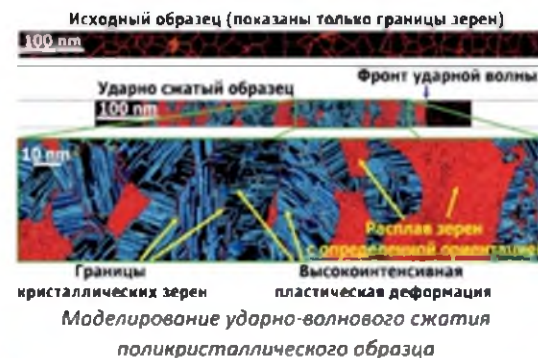 Исходный образец (показаны только границы зерен)
100 nm
Фронт ударной волны
Ударно сжатый образец
100 nm
10 nm
Расплав зерен
с определенной ориентацией
Границы
кристаллических зерен
Высокоинтенсивная
пластическая деформация
Моделирование ударно-волнового сжатия
поликристаллического образца